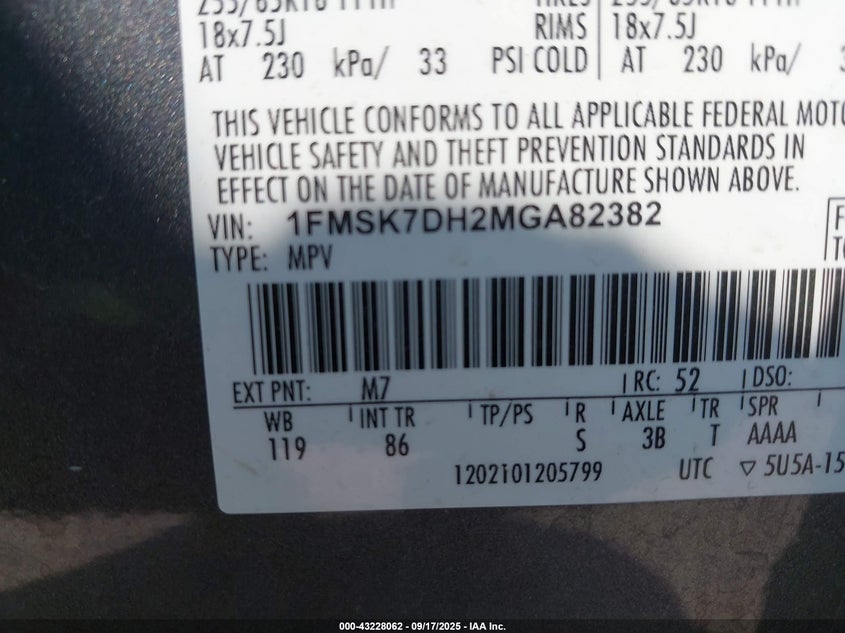 18x7.5J RIMS 18x7.5J
AT 230 kPa/ 33 PSI COLD AT 230 kPa/
THIS VEHICLE CONFORMS TO ALL APPLICABLE FEDERAL MOTO
VEHICLE SAFETY AND THEFT PREVENTION STANDARDS IN
EFFECT ON THE DATE OF MANUFACTURE SHOWN ABOVE.
VIN: 1FMSK7DH2MGA82382
TYPE: MPV
EXT PNT: M7 RC: 52 DSO:
WB INT TR TP/PS R AXLE TR SPR
119 86 S 3B T AAAA
1202101205799 UTC ▽ 5U5A-15
000-43228062 - 09/17/2025 - IAA Inc.